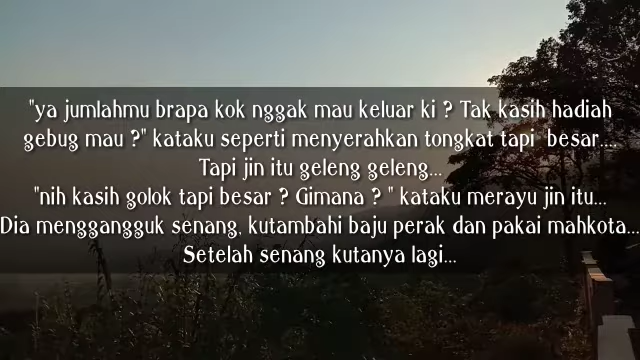 "ya jumlahmu brapa kok nggak mau keluar ki ? Tak kasih hadiah
gebug mau ?" kataku seperti menyerahkan tongkat tapi besar....
Tapi jin itu geleng geleng...
"nih kasih golok tapi besar ? Gimana ? " kataku merayu jin itu...
Dia menggangguk senang, kutambahi baju perak dan pakai mahkota...
Setelah senang kutanya lagi...